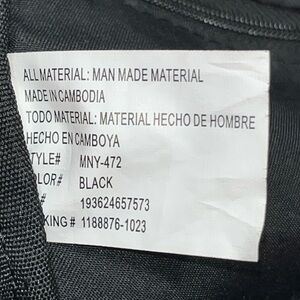 ALL MATERIAL: MAN MADE MATERIAL
MADE IN CAMBODIA
TODO MATERIAL: MATERIAL HECHO DE HOMBRE
HECHO EN CAMBOYA
TYLE# MNY-472
OLOR# BLACK
# 193624657573
KING # 1188876-1023